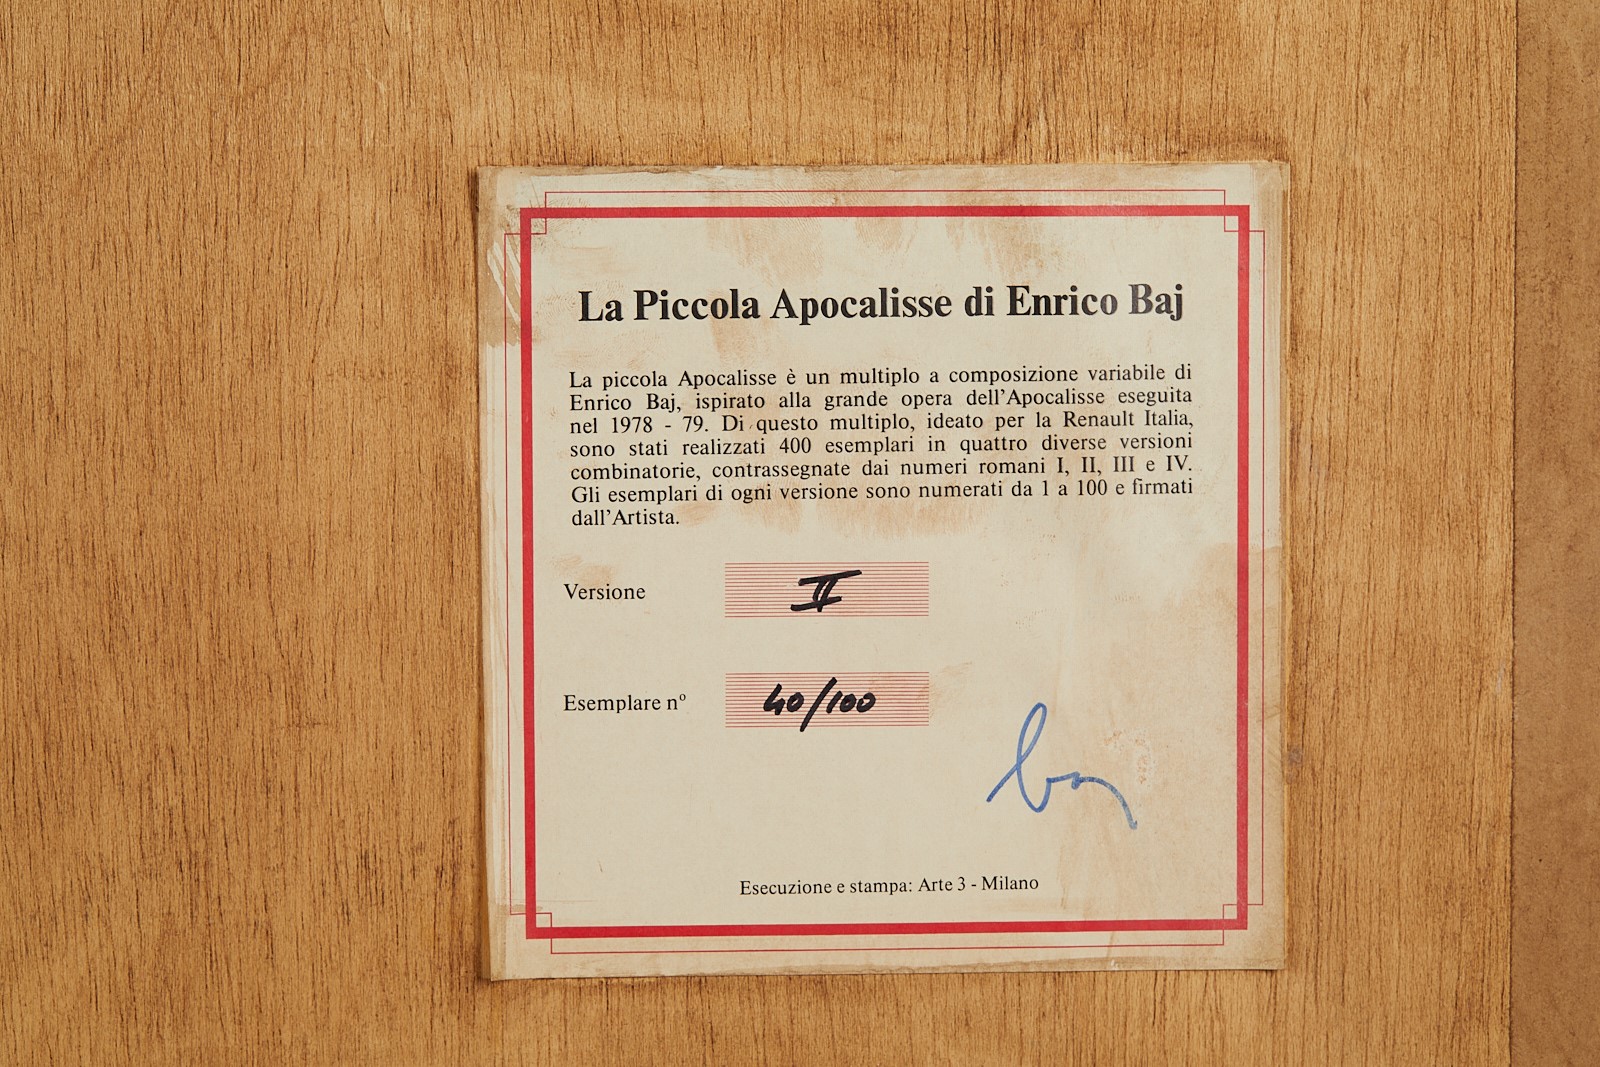 La Piccola Apocalisse di Enrico Baj
La piccola Apocalisse è un multiplo a composizione variabile di
Enrico Baj, ispirato alla grande opera dell'Apocalisse eseguita
nel 1978 - 79. Di questo multiplo, ideato per la Renault Italia,
sono stati realizzati 400 esemplari in quattro diverse versioni
combinatorie, contrassegnate dai numeri romani I, II, III e IV.
Gli esemplari di ogni versione sono numerati da 1 a 100 e firmati
dall'Artista.
Versione II
Esemplare nº 40/100
baj
Esecuzione e stampa: Arte 3 - Milano